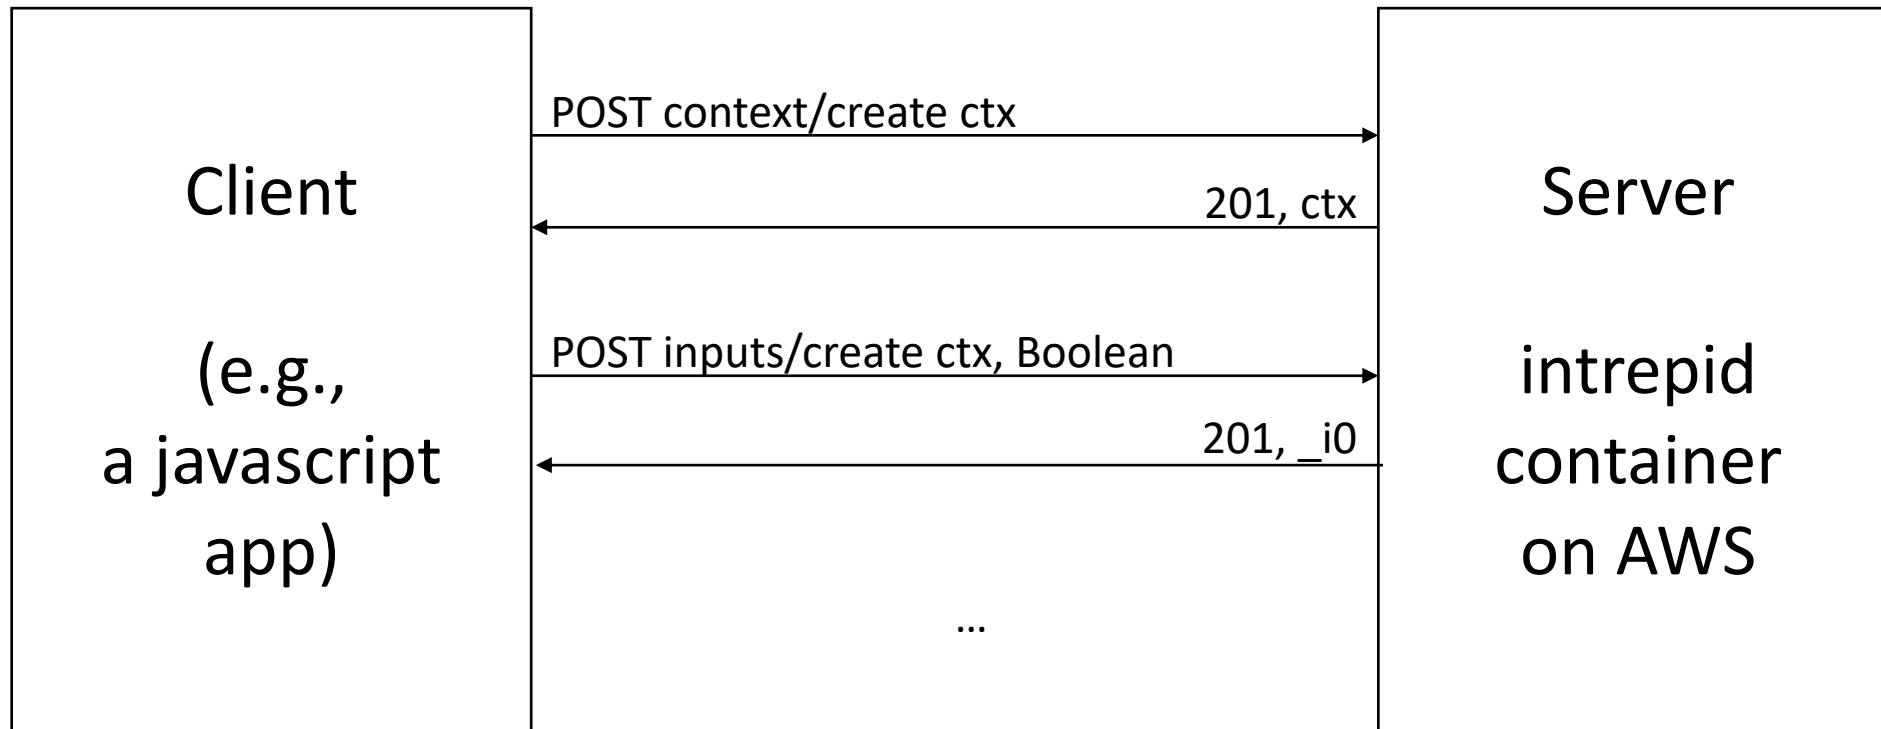 Client
(e.g.,
a javascript
app)
POST context/create ctx
201, ctx
POST inputs/create ctx, Boolean
201, _i0
...
Server
intrepid
container
on AWS